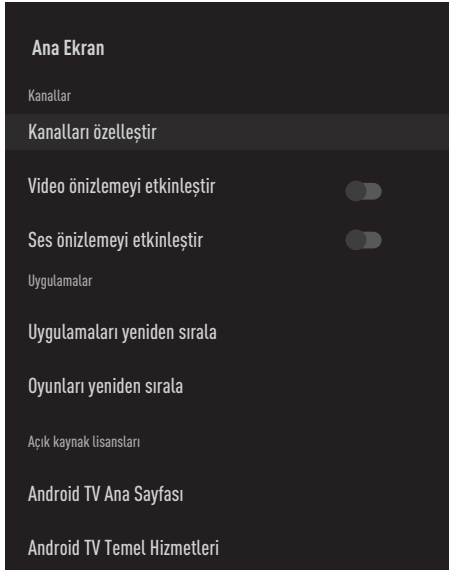 Ana Ekran
Kanallar
Kanalları özelleştir
Video önizlemeyi etkinleştir
Ses önizlemeyi etkinleştir
Uygulamalar
Uygulamaları yeniden sırala
Oyunları yeniden sırala
Açık kaynak lisansları
Android TV Ana Sayfası
Android TV Temel Hizmetleri